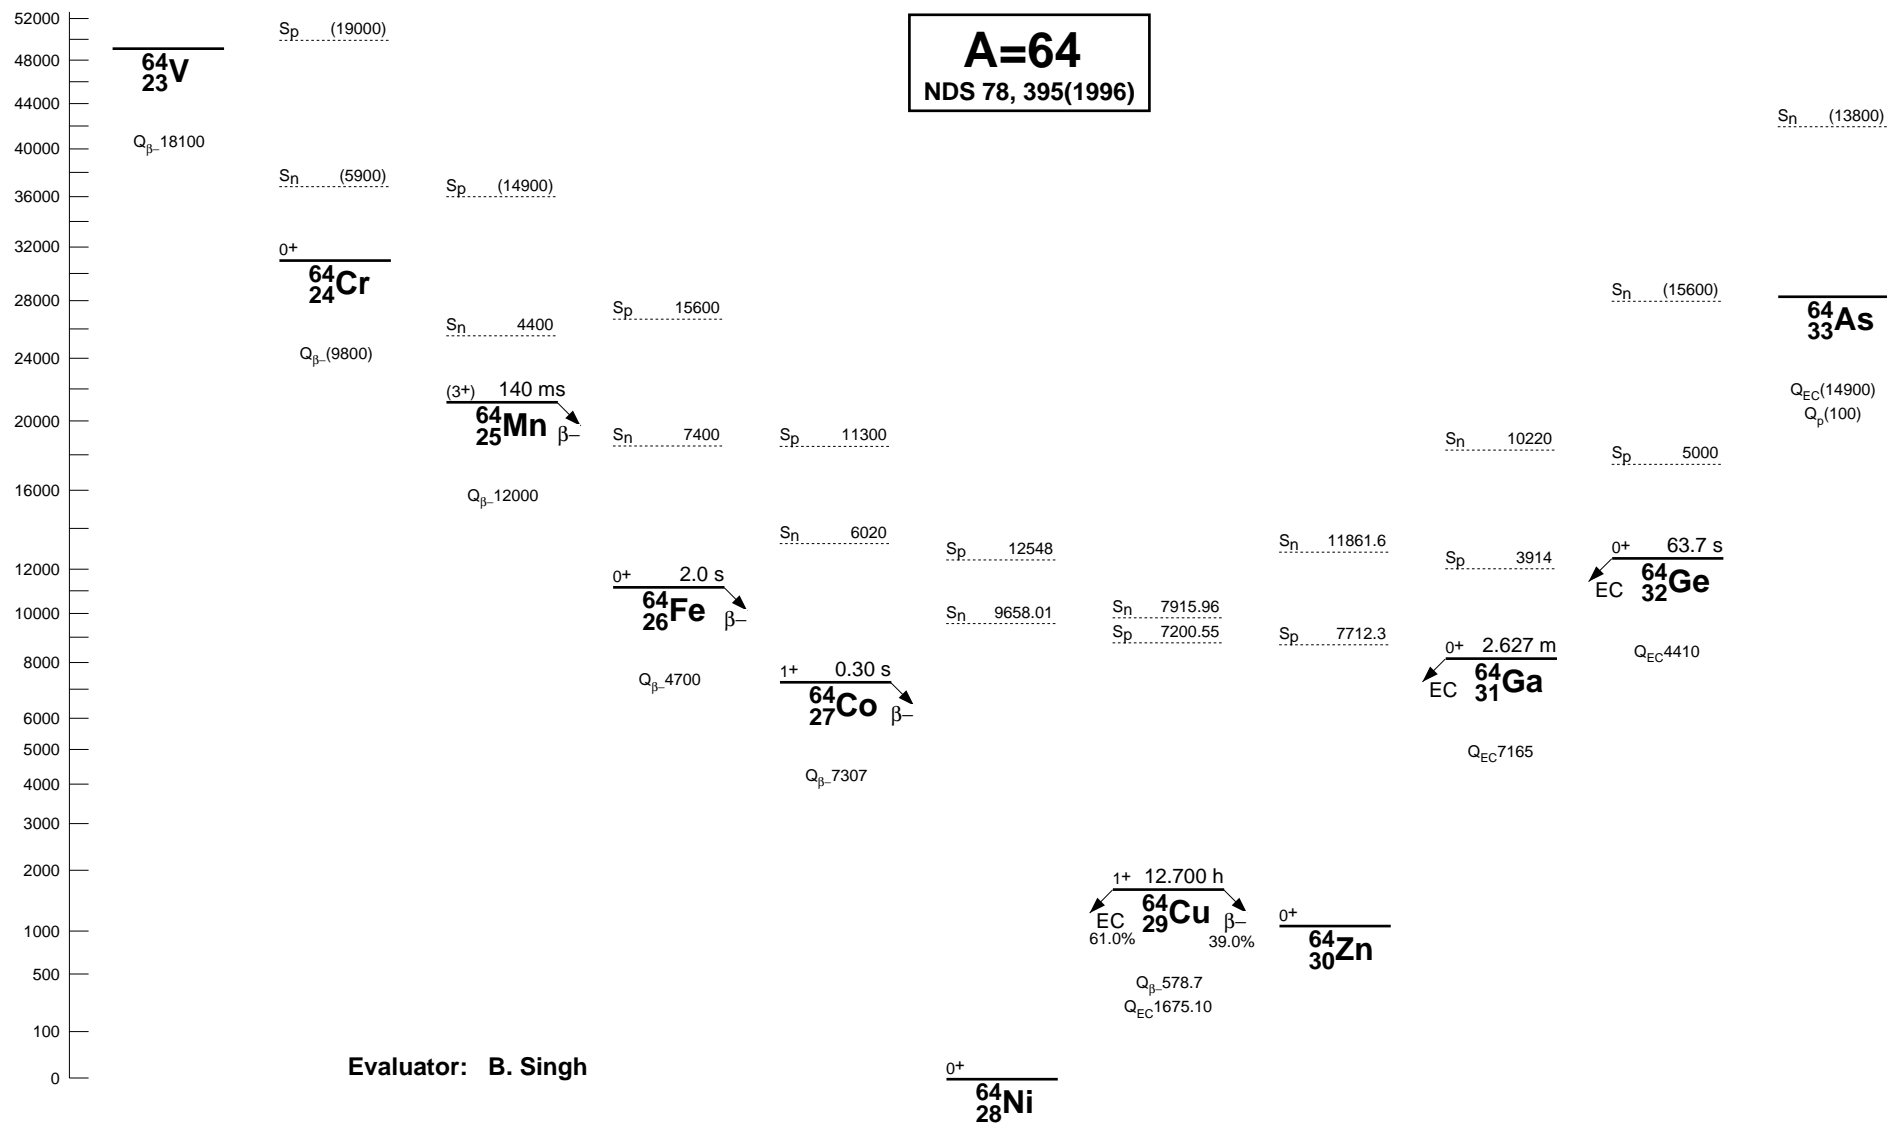 A=64
NDS 78, 395(1996)
52000
48000
44000
40000
36000
32000
28000
24000
20000
16000
12000
10000
8000
6000
5000
4000
3000
2000
1000
500
100
0
64
23V
Qβ−18100
Sp (19000)
Sn (5900)
0+
64
24Cr
Qβ−(9800)
Sp (14900)
Sn 4400
(3+) 140 ms
64
25Mn β−
Qβ−12000
Sp 15600
Sn 7400
0+ 2.0 s
64
26Fe β−
Qβ−4700
Sp 11300
Sn 6020
1+ 0.30 s
64
27Co β−
Qβ−7307
Sp 12548
Sn 9658.01
0+
64
28Ni
Sn 7915.96
Sp 7200.55
1+ 12.700 h
EC 64
29Cu β−
61.0% 39.0%
Qβ−578.7
QEC1675.10
Sn 11861.6
Sp 7712.3
0+
64
30Zn
Sn 10220
Sp 3914
0+ 2.627 m
EC 64
31Ga
QEC7165
Sn (15600)
Sp 5000
0+ 63.7 s
EC 64
32Ge
QEC4410
Sn (13800)
64
33As
QEC(14900)
Qp(100)
Evaluator: B. Singh